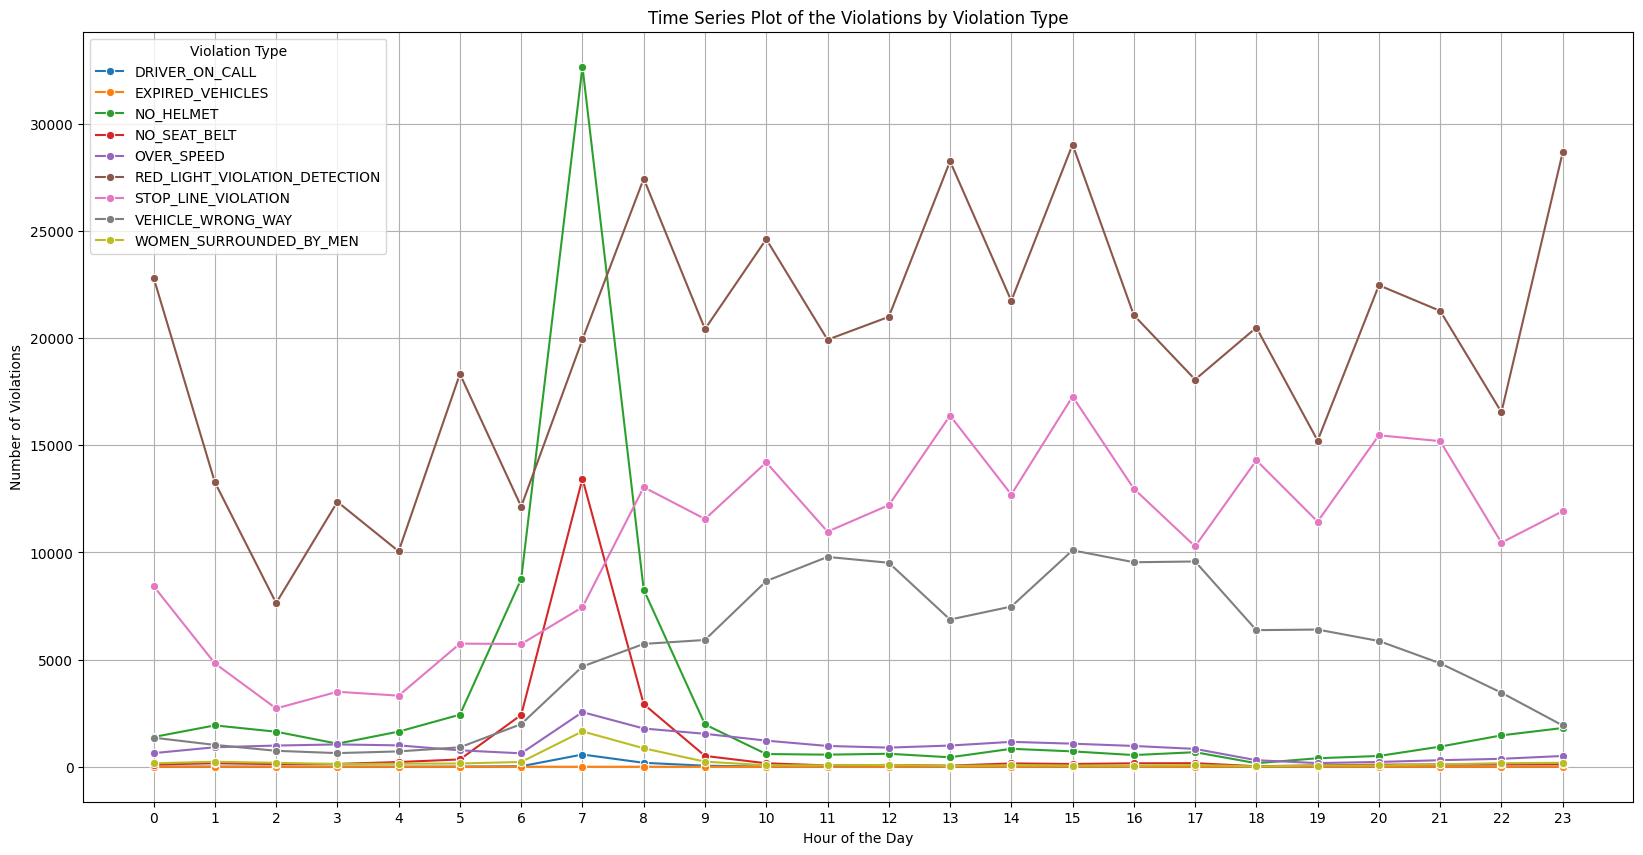 Time Series Plot of the Violations by Violation Type
Violation Type
DRIVER_ON_CALL
EXPIRED_VEHICLES
NO_HELMET
NO_SEAT_BELT
OVER_SPEED
RED_LIGHT_VIOLATION_DETECTION
STOP_LINE_VIOLATION
VEHICLE_WRONG_WAY
WOMEN_SURROUNDED_BY_MEN
Number of Violations
30000
25000
20000
15000
10000
5000
0
0 1 2 3 4 5 6 7 8 9 10 11 12 13 14 15 16 17 18 19 20 21 22 23
Hour of the Day